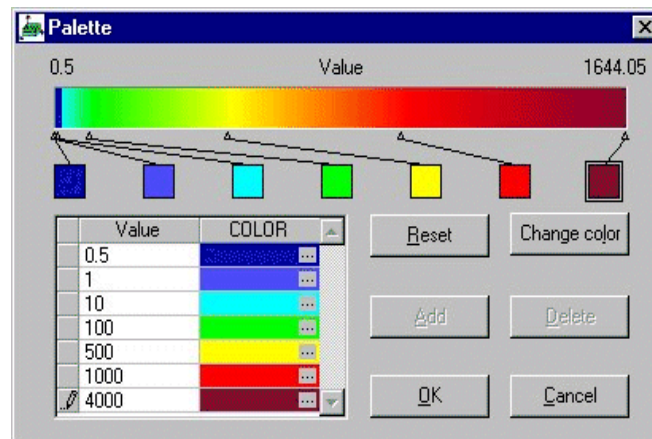 Palette
0.5 Value 1644.05
Value COLOR
0.5
1
10
100
500
1000
4000
Reset Change color
Add Delete
OK Cancel